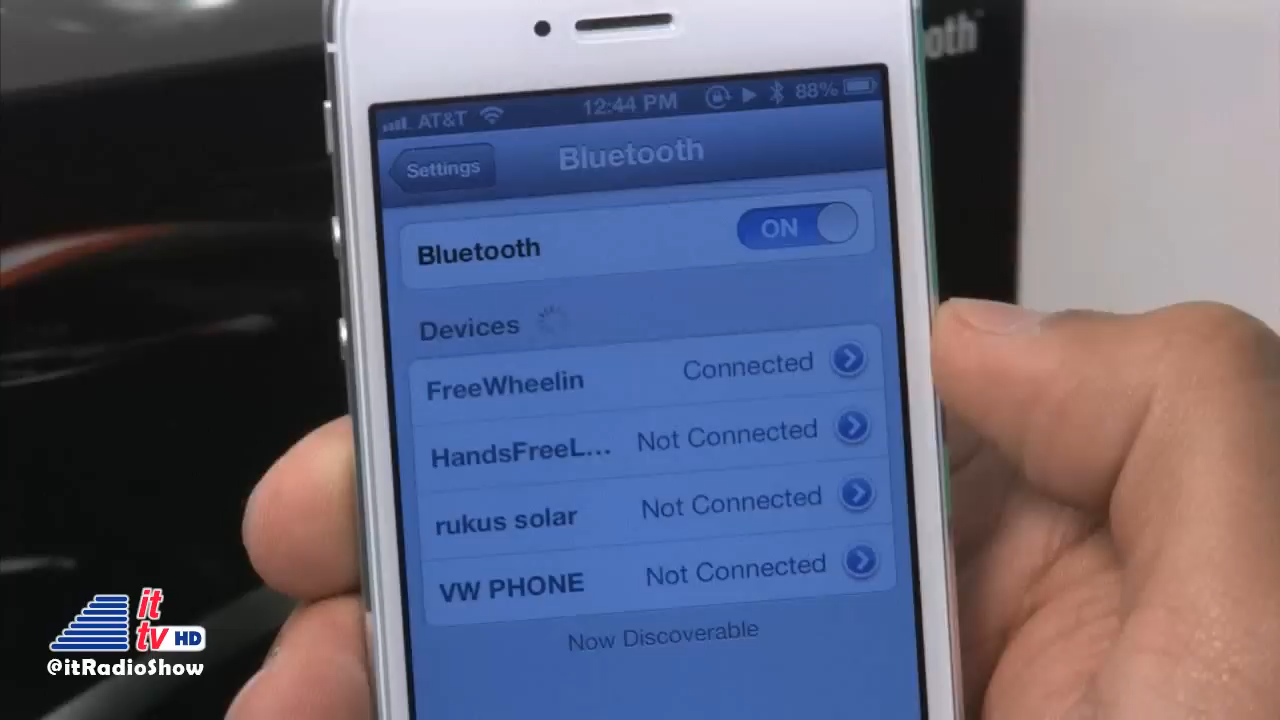 ooth
AT&T 12:44 PM 88%
Settings Bluetooth
Bluetooth ON
Devices
FreeWheelin Connected
HandsFreeL... Not Connected
rukus solar Not Connected
VW PHONE Not Connected
Now Discoverable
it
tv HD
@itRadioShow